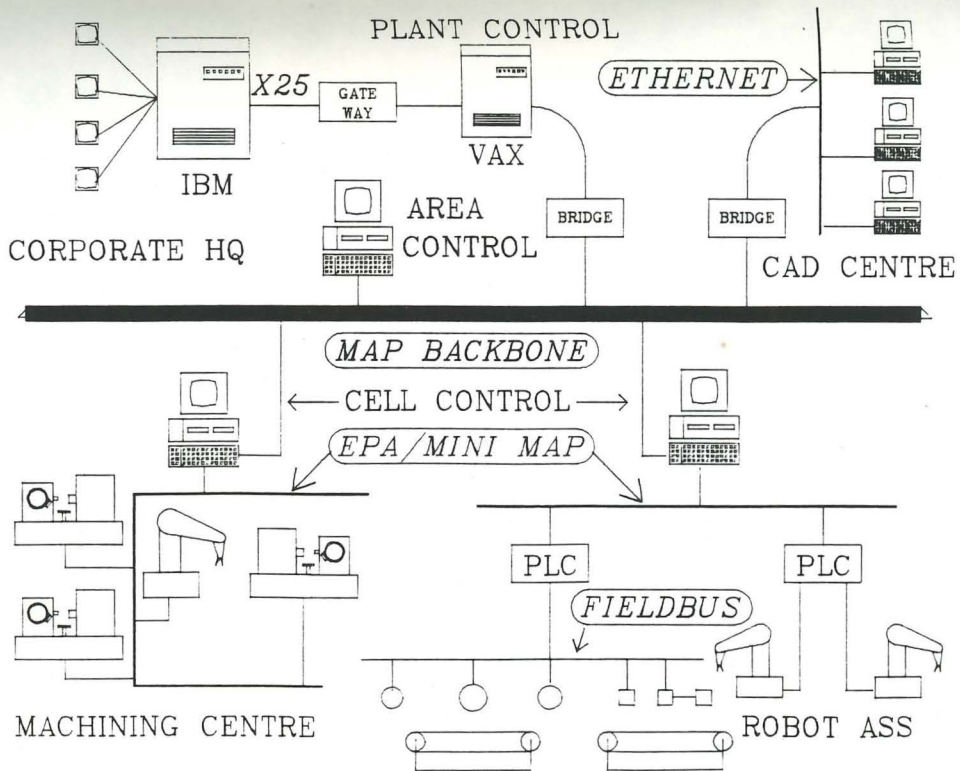 PLANT CONTROL
X25
GATE
WAY
ETHERNET
IBM
VAX
AREA
CONTROL
BRIDGE
BRIDGE
CORPORATE HQ
CAD CENTRE
MAP BACKBONE
CELL CONTROL
EPA/MINI MAP
PLC
PLC
FIELDBUS
MACHINING CENTRE
ROBOT ASS